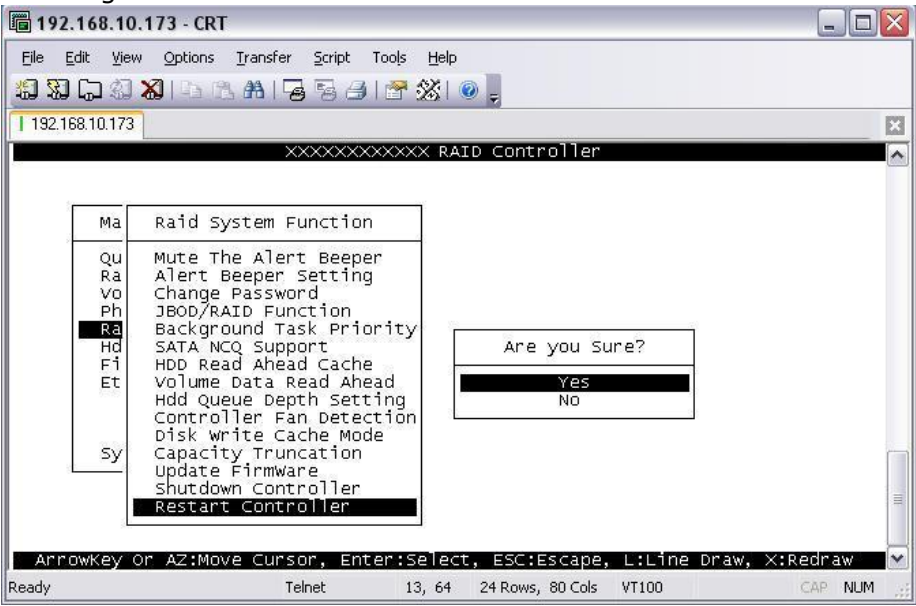 192.168.10.173 - CRT
File Edit View Options Transfer Script Tools Help
192.168.10.173
XXXXXXXXXXXX RAID Controller
Ma
Qu
Ra
Vo
Ph
Ra
Hd
Fi
Et
Sy
Raid System Function
Mute The Alert Beeper
Alert Beeper Setting
Change Password
JBOD/RAID Function
Background Task Priority
SATA NCQ Support
HDD Read Ahead Cache
Volume Data Read Ahead
Hdd Queue Depth Setting
Controller Fan Detection
Disk Write Cache Mode
Capacity Truncation
Update Firmware
Shutdown Controller
Restart Controller
Are you Sure?
Yes
No
ArrowKey Or AZ:Move Cursor, Enter:Select, ESC:Escape, L:Line Draw, X:Redraw
Ready Telnet 13, 64 24 Rows, 80 Cols VT100 CAP NUM